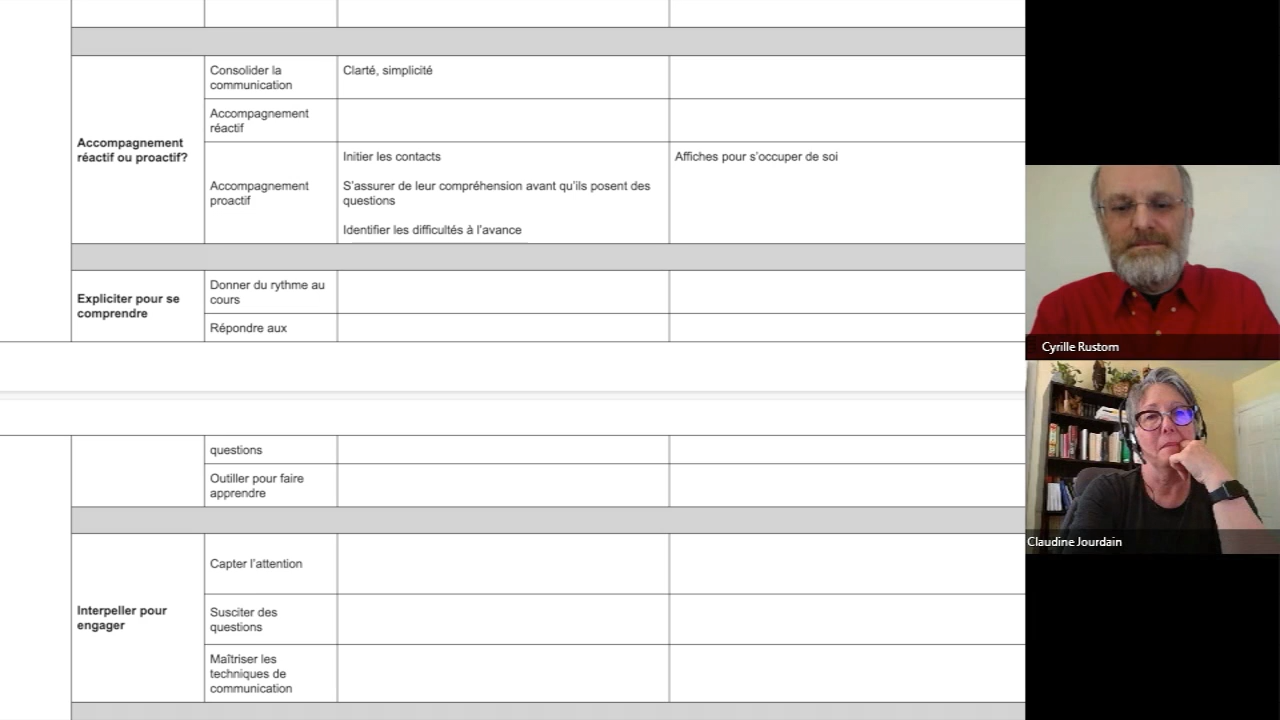 Consolider la
communication
Clarté, simplicité
Accompagnement
réactif
Accompagnement
réactif ou proactif?
Accompagnement
proactif
Initier les contacts
S'assurer de leur compréhension avant qu'ils posent des
questions
Identifier les difficultés à l'avance
Affiches pour s'occuper de soi
Expliciter pour se
comprendre
Donner du rythme au
cours
Répondre aux
questions
Outiller pour faire
apprendre
Interpeller pour
engager
Capter l'attention
Susciter des
questions
Maîtriser les
techniques de
communication
Cyrille Rustom
Claudine Jourdain